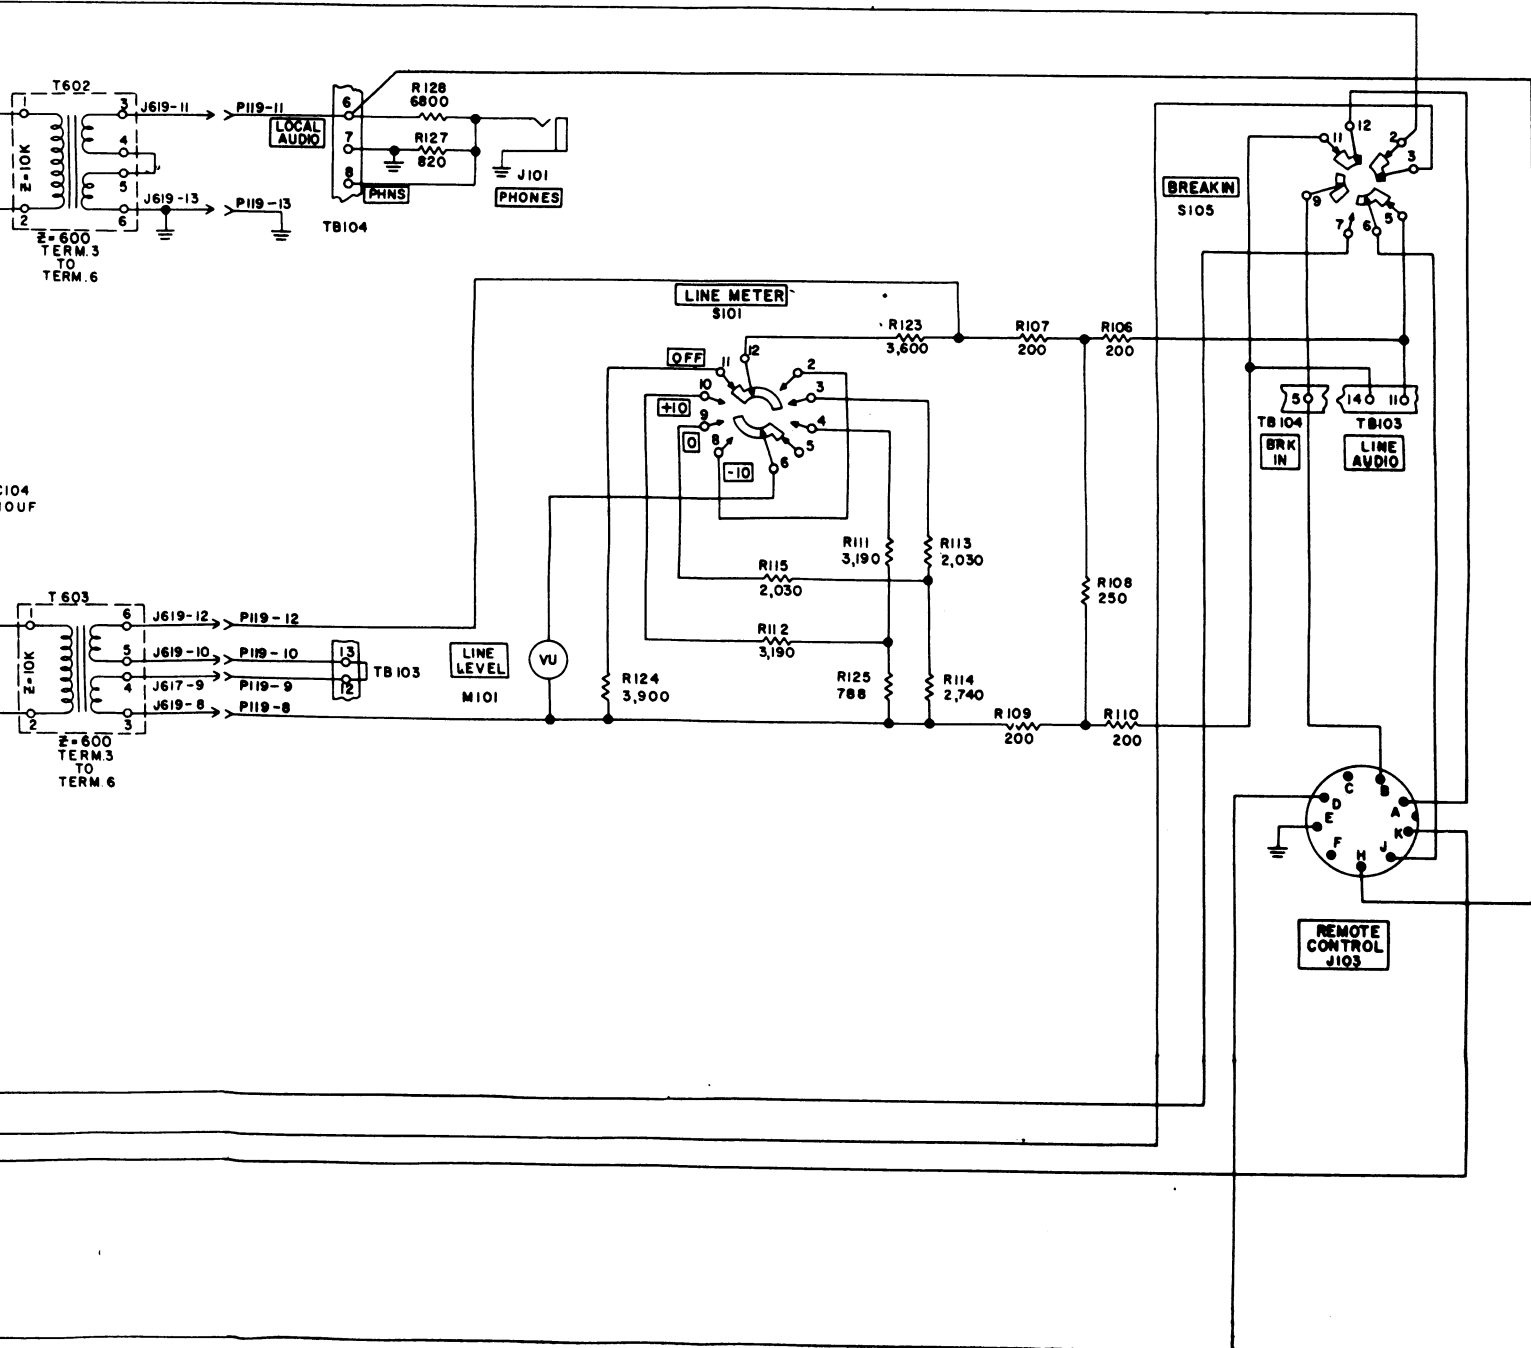 T602
1
3
J619-11
P119-11
4
Z=10K
5
J619-13
P119-13
2
6
Z=600
TERM.3
TO
TERM.6
LOCAL
AUDIO
6
7
8
PHNS
TB104
R128
6800
R127
820
J101
PHONES
BREAKIN
S105
11
12
2
3
9
7
6
5
LINE METER
S101
OFF
11
12
2
10
3
+10
9
4
0
8
5
-10
6
R123
3,600
R107
200
R106
200
5
14
11
TB104
TB103
BRK
IN
LINE
AUDIO
C104
10UF
R111
3,190
R113
2,030
R115
2,030
R108
250
R112
3,190
R124
3,900
R125
788
R114
2,740
R109
200
R110
200
T603
1
6
J619-12
P119-12
5
J619-10
P119-10
Z=10K
4
J617-9
P119-9
J619-8
P119-8
2
3
Z=600
TERM.3
TO
TERM.6
13
12
TB103
LINE
LEVEL
M101
VU
C
B
D
A
E
K
F
J
H
REMOTE
CONTROL
J103